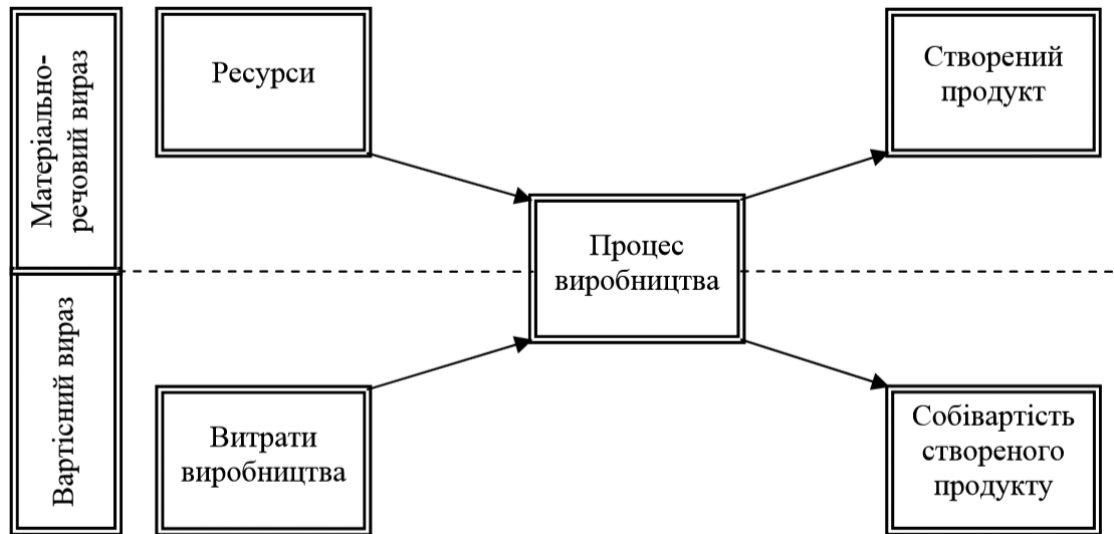 Матеріально-
речовий вираз
Ресурси
Створений
продукт
Процес
виробництва
Вартісний вираз
Витрати
виробництва
Собівартість
створеного
продукту